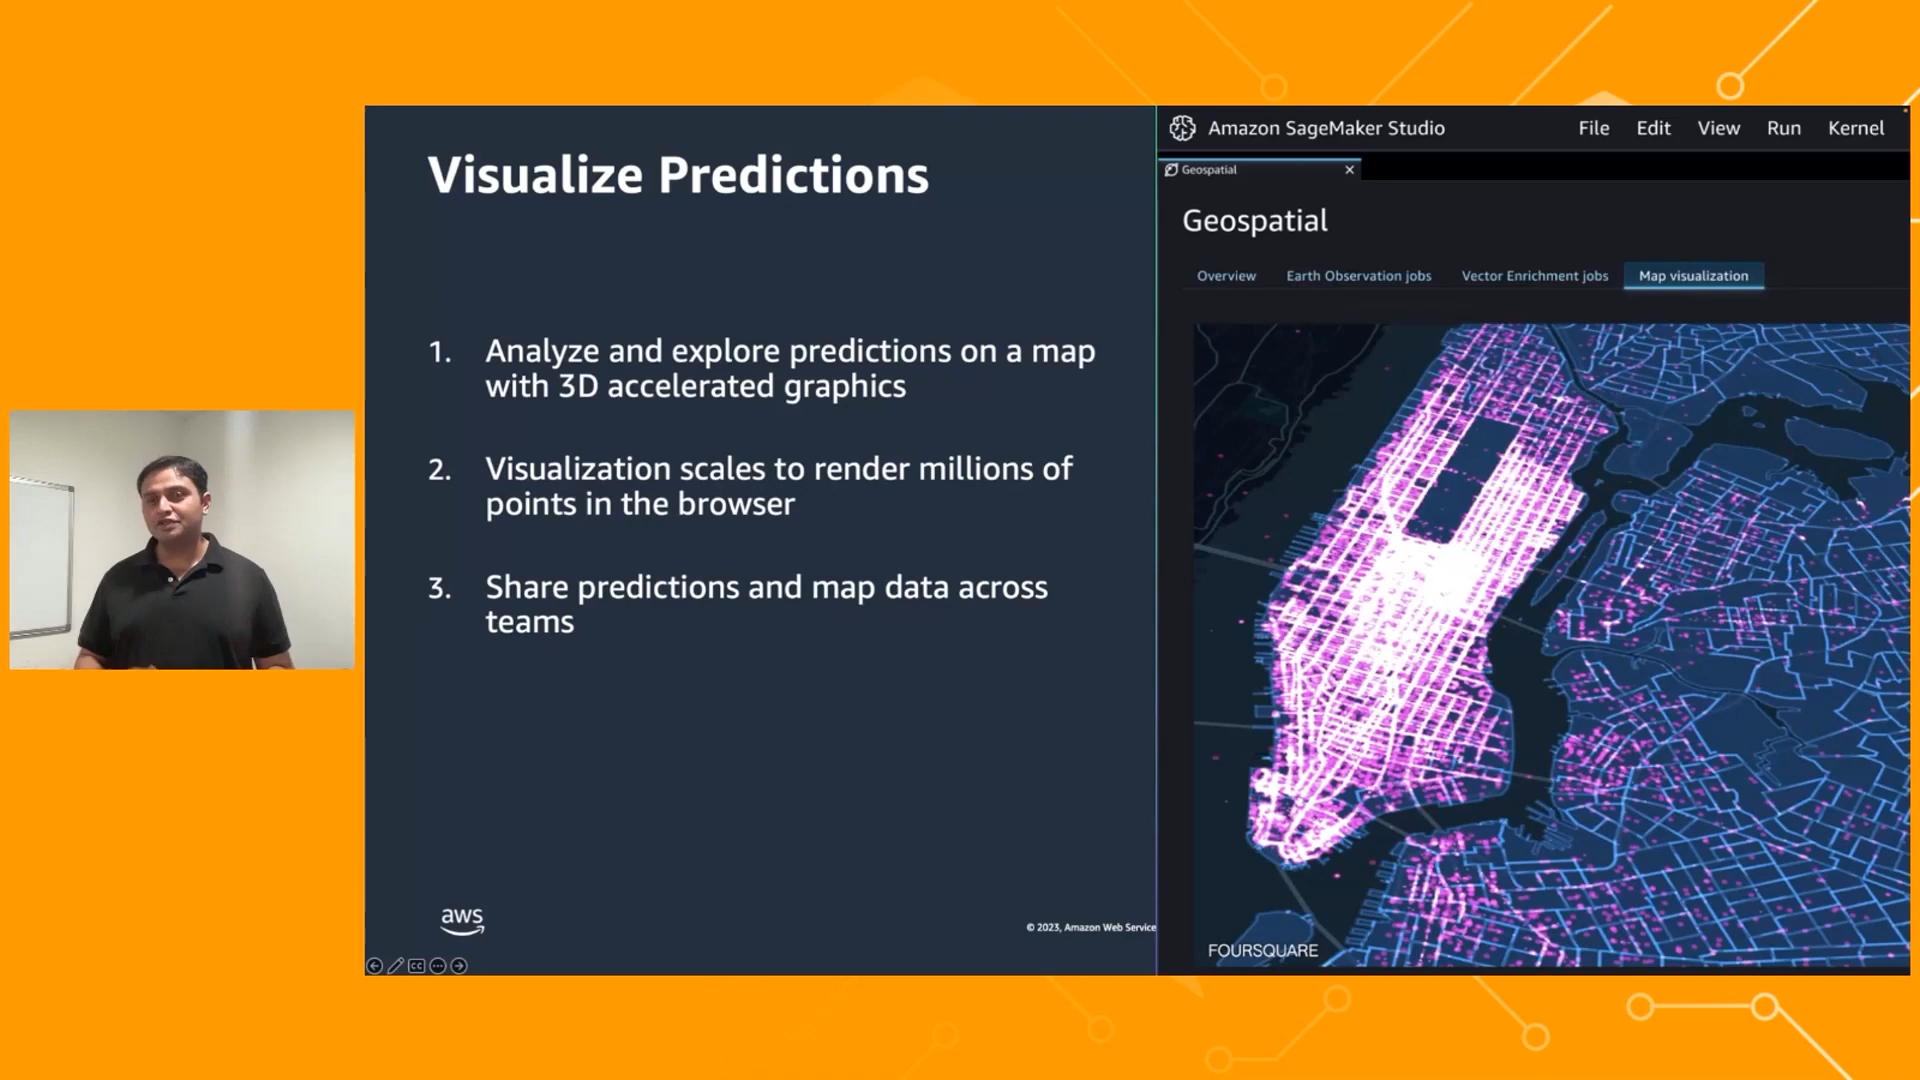 Visualize Predictions
1. Analyze and explore predictions on a map
with 3D accelerated graphics
2. Visualization scales to render millions of
points in the browser
3. Share predictions and map data across
teams
aws
© 2023, Amazon Web Service
CC
Amazon SageMaker Studio File Edit View Run Kernel
Geospatial
Geospatial
Overview Earth Observation jobs Vector Enrichment jobs Map visualization
FOURSQUARE